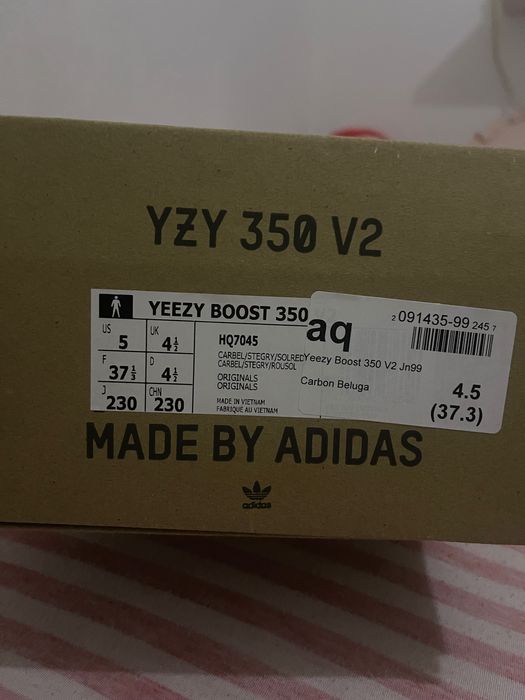 YZY 350 V2
YEEZY BOOST 350
US 5
UK 4½
F 37⅓
D 4½
J 230
CHN 230
HQ7045
CARBEL/STEGRY/SOLRED
CARBEL/STEGRY/ROUSOL
ORIGINALS
ORIGINALS
MADE IN VIETNAM
FABRIQUE AU VIETNAM
aq
2 091435-99 245 7
Yeezy Boost 350 V2 Jn99
Carbon Beluga
4.5
(37.3)
MADE BY ADIDAS
adidas